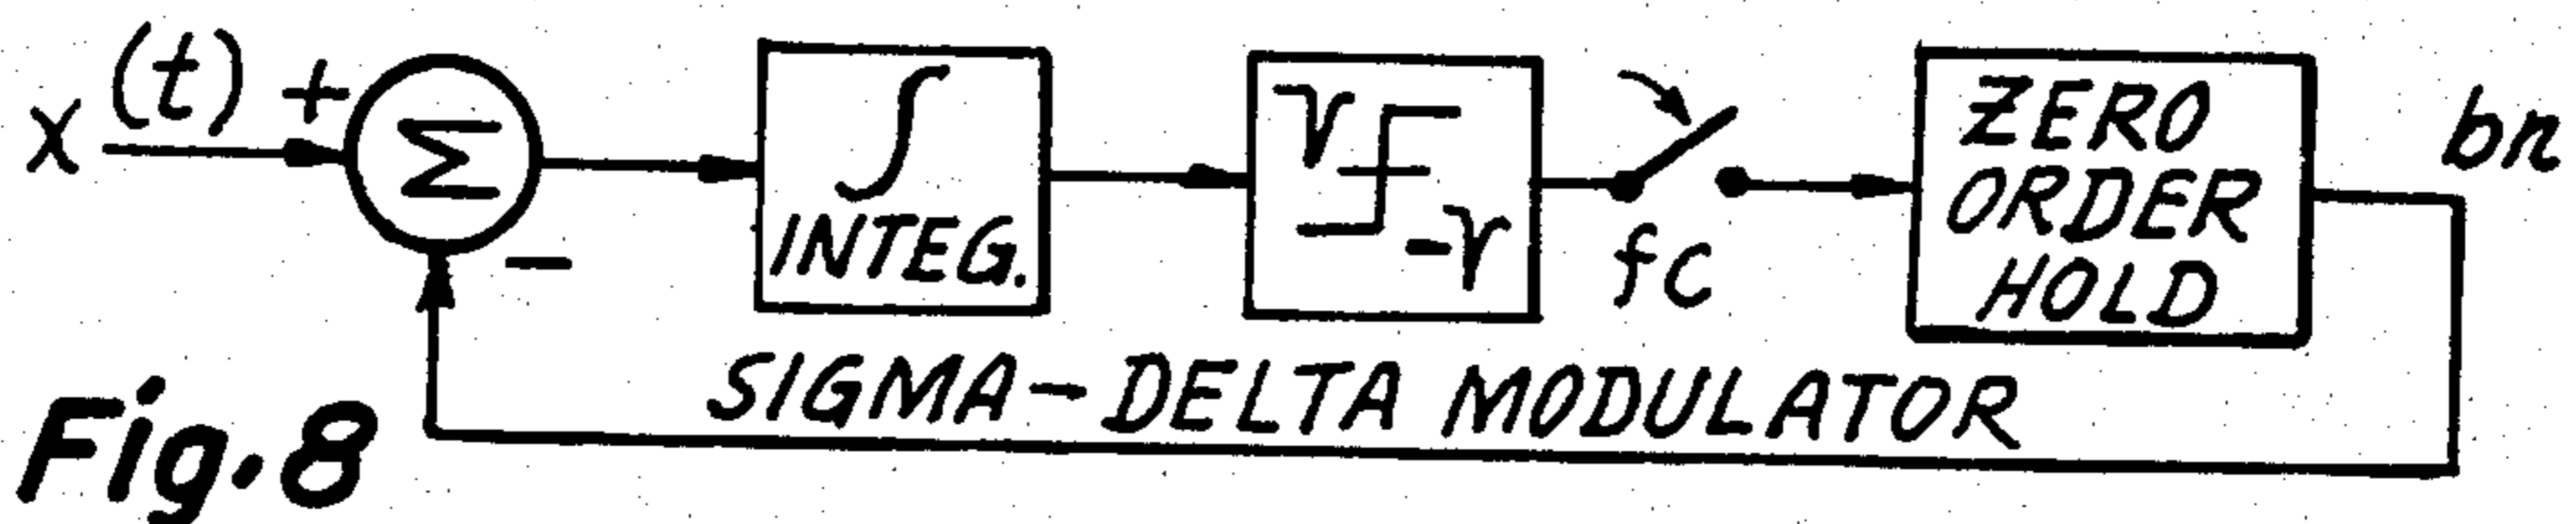 x (t) +
Σ
−
∫
INTEG.
V
-V
fc
ZERO
ORDER
HOLD
bn
SIGMA-DELTA MODULATOR
Fig.8